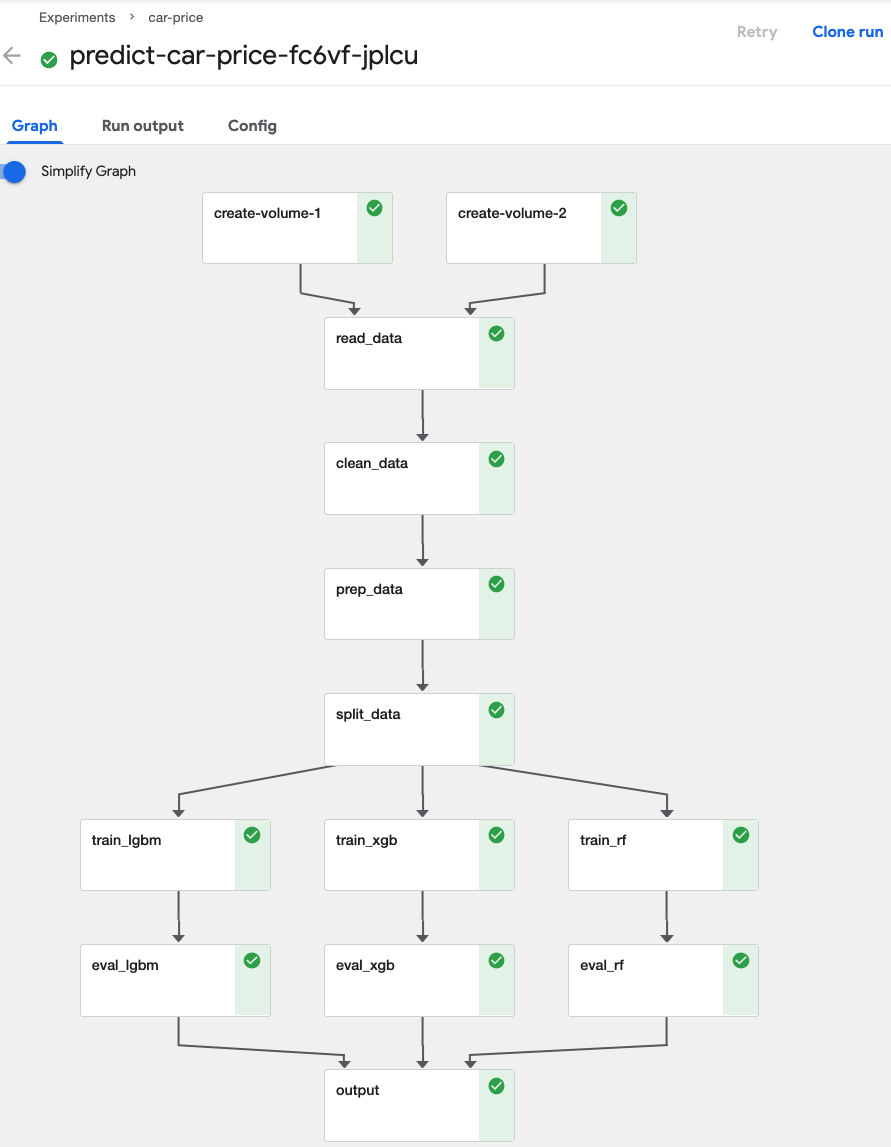 Experiments > car-price
Retry
Clone run
predict-car-price-fc6vf-jplcu
Graph
Run output
Config
Simplify Graph
create-volume-1
create-volume-2
read_data
clean_data
prep_data
split_data
train_lgbm
train_xgb
train_rf
eval_lgbm
eval_xgb
eval_rf
output